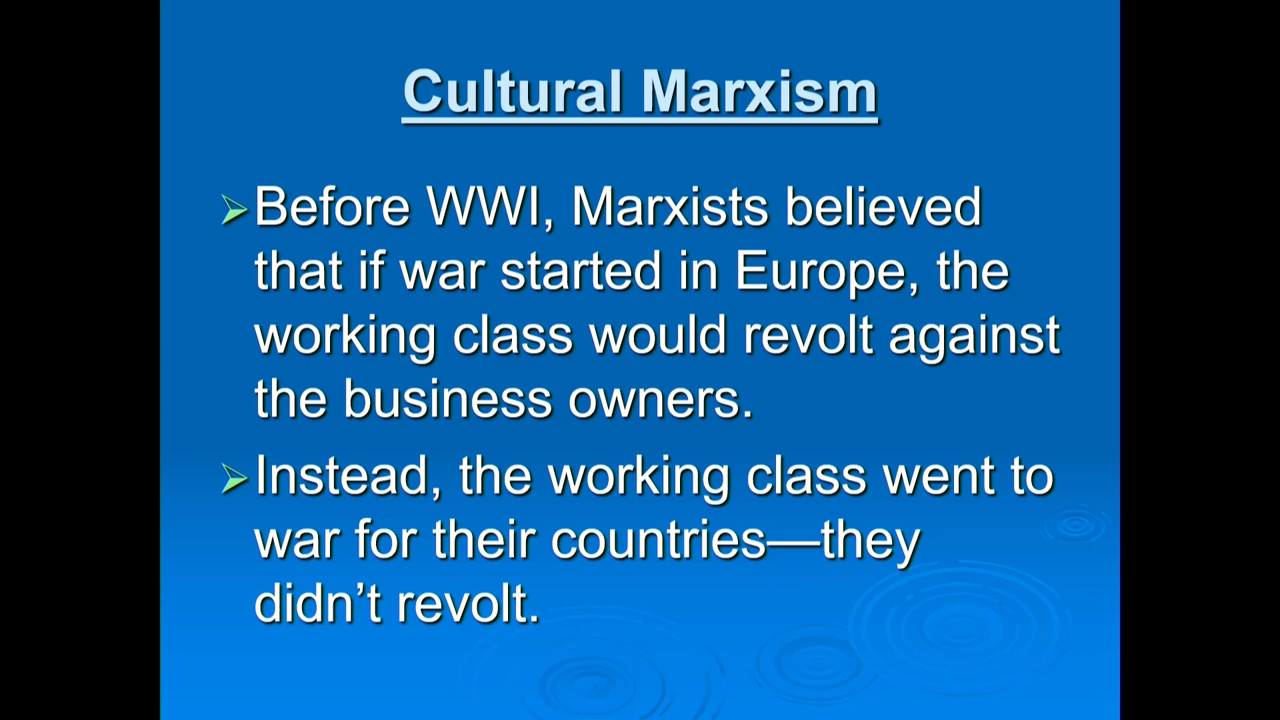 Cultural Marxism
Before WWI, Marxists believed
that if war started in Europe, the
working class would revolt against
the business owners.
Instead, the working class went to
war for their countries—they
didn’t revolt.